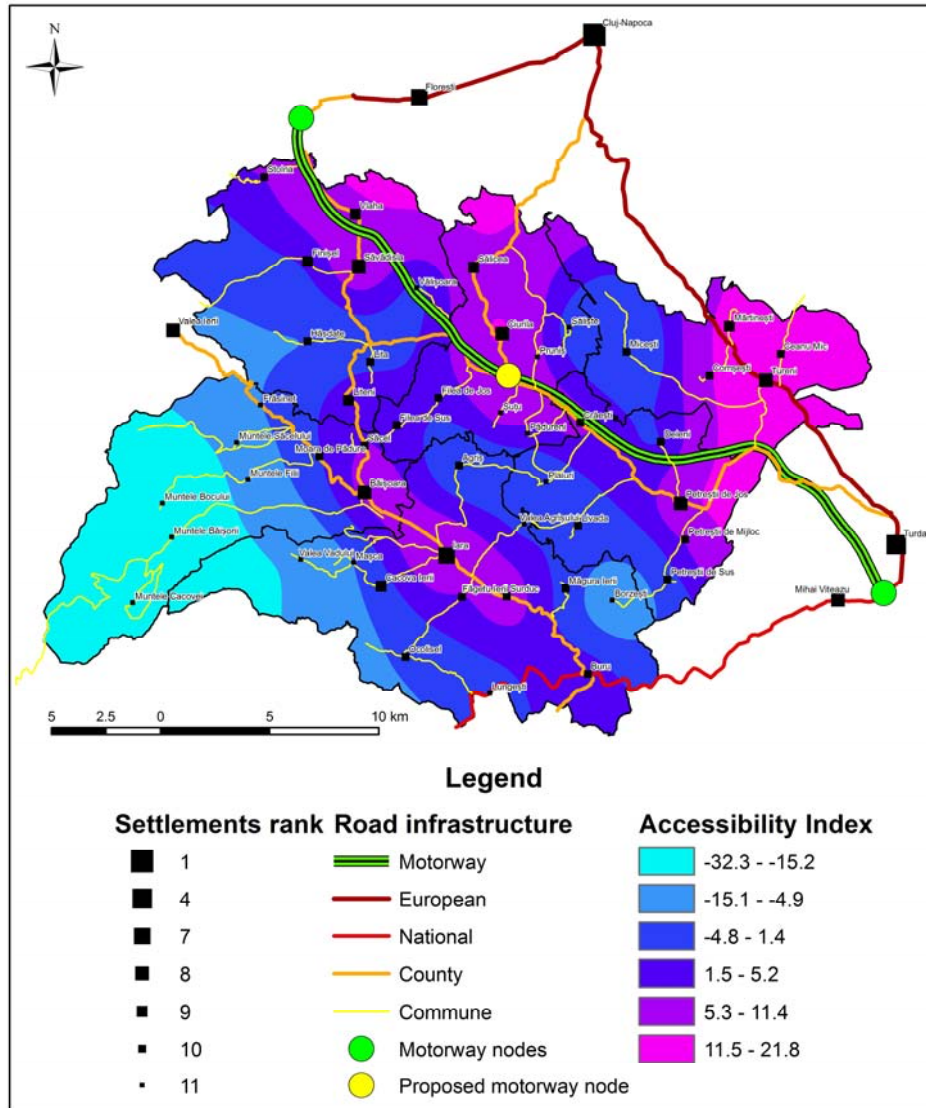 N
Cluj-Napoca
Florești
Stolna
Vlaha
Finișel
Săvădisla
Sălicea
Vălișoara
Valea Ierii
Hășdate
Ciurila
Săliște
Mărtinești
Micești
Ceanu Mic
Lita
Pruniș
Comșești
Tureni
Frăsinet
Liteni
Filea de Jos
Șuțu
Filea de Sus
Pădureni
Crăești
Muntele Săcelului
Săcel
Deleni
Moara de Pădure
Agriș
Muntele Filii
Plaiuri
Băișoara
Muntele Bocului
Petreștii de Jos
Valea Agrișului
Livada
Muntele Băișorii
Petreștii de Mijloc
Turda
Iara
Valea Vadului
Mașca
Cacova Ierii
Măgura Ierii
Petreștii de Sus
Muntele Cacovei
Făgetu Ierii
Surduc
Borzești
Mihai Viteazu
Ocolișel
Buru
Lungești
5 2.5 0 5 10 km
Legend
Settlements rank Road infrastructure Accessibility Index
1 Motorway -32.3 - -15.2
4 European -15.1 - -4.9
7 National -4.8 - 1.4
8 County 1.5 - 5.2
9 Commune 5.3 - 11.4
10 Motorway nodes 11.5 - 21.8
11 Proposed motorway node